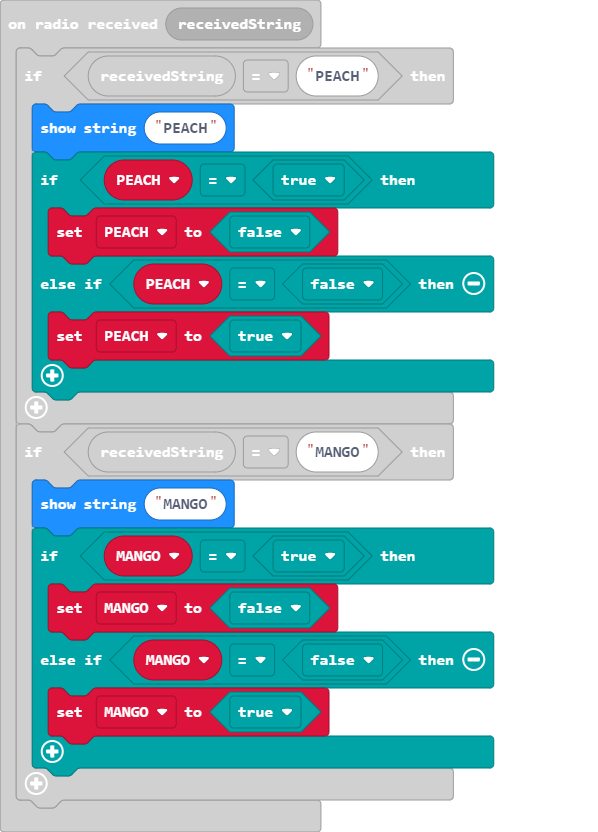 on radio received receivedString
if receivedString = "PEACH" then
show string "PEACH"
if PEACH = true then
set PEACH to false
else if PEACH = false then
set PEACH to true
if receivedString = "MANGO" then
show string "MANGO"
if MANGO = true then
set MANGO to false
else if MANGO = false then
set MANGO to true